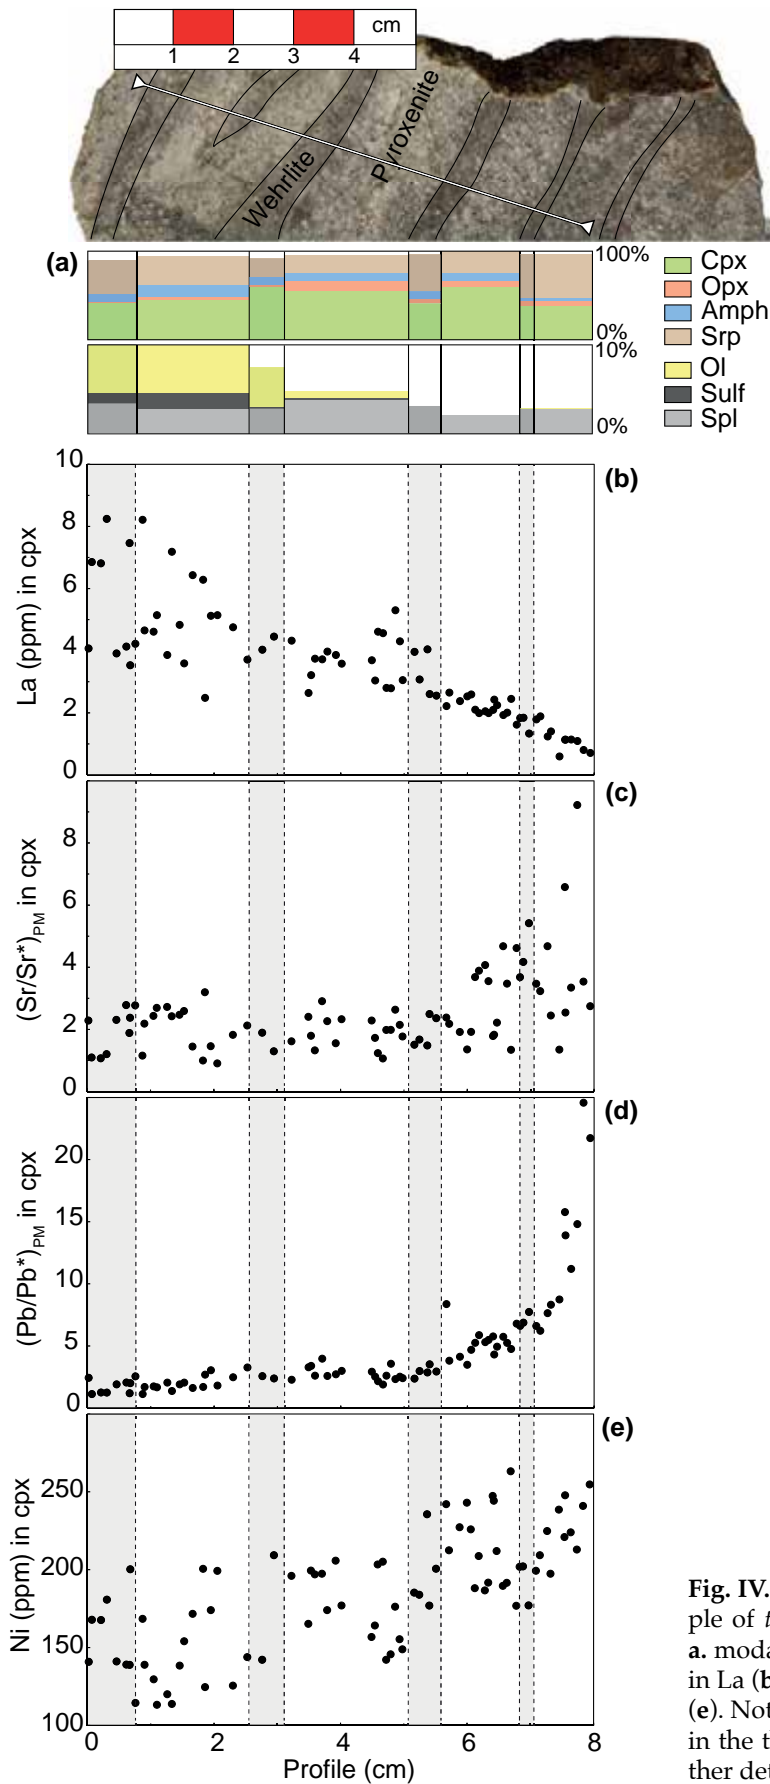 cm
1 2 3 4
Wehrlite
Pyroxenite
(a)
100%
0%
10%
0%
Cpx
Opx
Amph
Srp
Ol
Sulf
Spl
(b)
La (ppm) in cpx
10
8
6
4
2
0
(c)
(Sr/Sr*)PM in cpx
8
6
4
2
0
(d)
(Pb/Pb*)PM in cpx
20
15
10
5
0
(e)
Ni (ppm) in cpx
250
200
150
100
0 2 4 6 8
Profile (cm)
Fig. IV.
ple of t
a. moda
in La (b
(e). Not
in the t
ther det